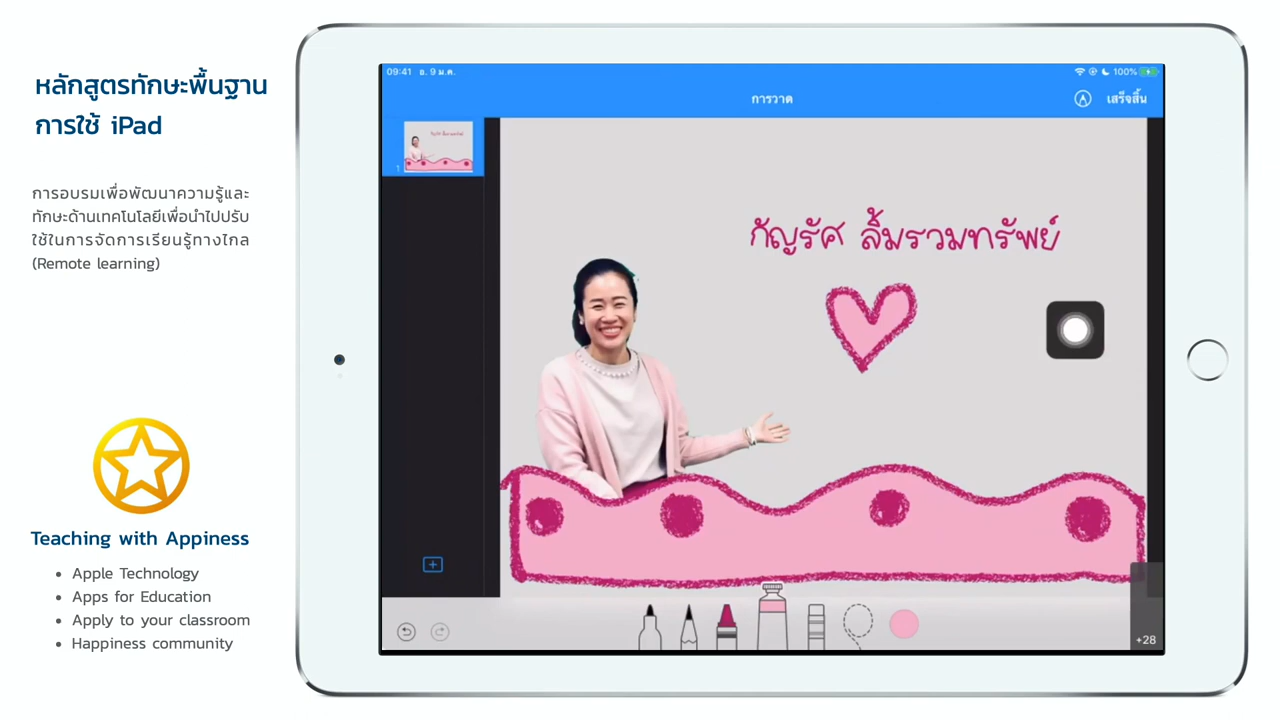 หลักสูตรทักษะพื้นฐาน
การใช้ iPad
การอบรมเพื่อพัฒนาความรู้และ
ทักษะด้านเทคโนโลยีเพื่อนำไปปรับ
ใช้ในการจัดการเรียนรู้ทางไกล
(Remote learning)
Teaching with Appiness
• Apple Technology
• Apps for Education
• Apply to your classroom
• Happiness community
09:41 อ. 9 ม.ค.
100%
การวาด
เสร็จสิ้น
1
กัญรัศ ลิ้มรวมทรัพย์
+28